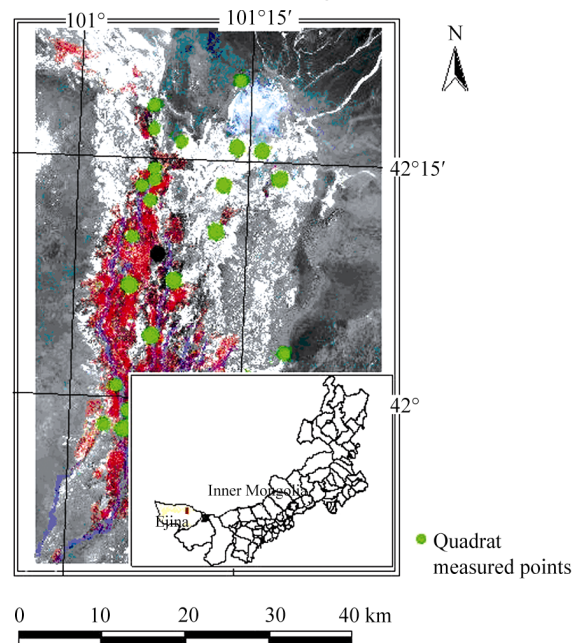 101° 101°15′
N
42°15′
42°
Inner Mongolia
Ejina
Quadrat
measured points
0 10 20 30 40 km